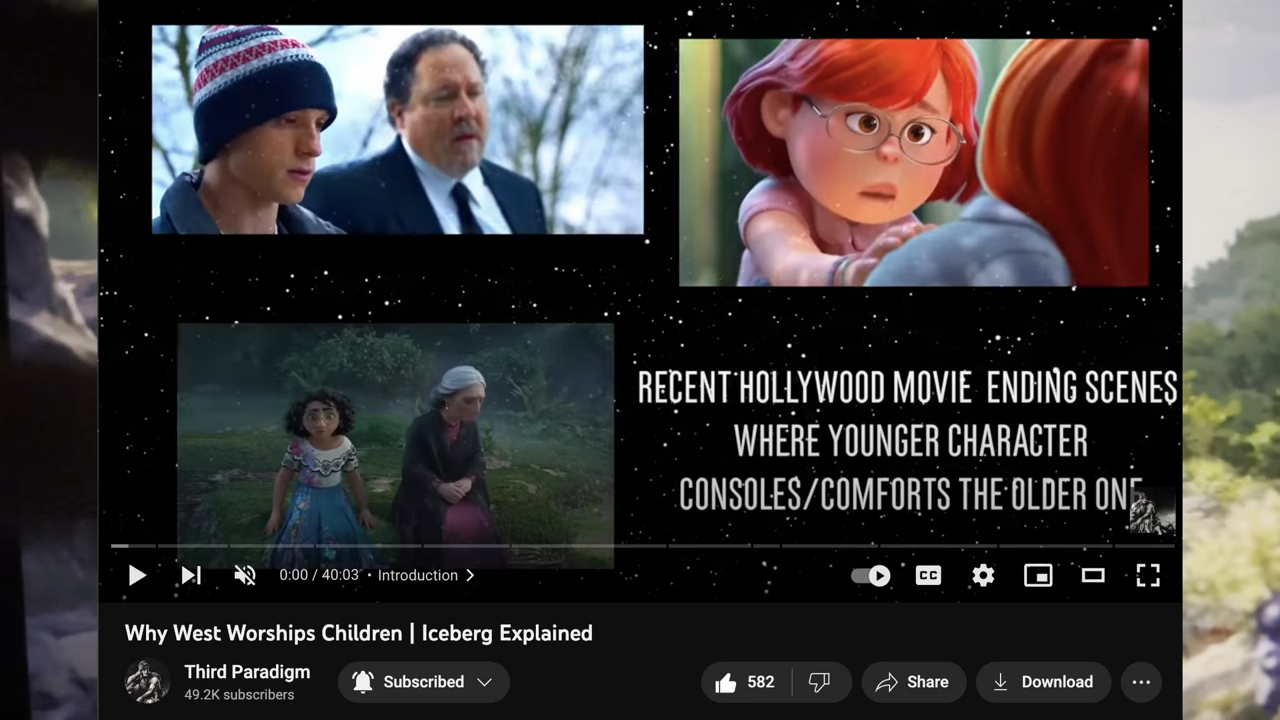 RECENT HOLLYWOOD MOVIE ENDING SCENES
WHERE YOUNGER CHARACTER
CONSOLES/COMFORTS THE OLDER ONE
0:00 / 40:03 • Introduction
CC
Why West Worships Children | Iceberg Explained
Third Paradigm
49.2K subscribers
Subscribed
582
Share
Download